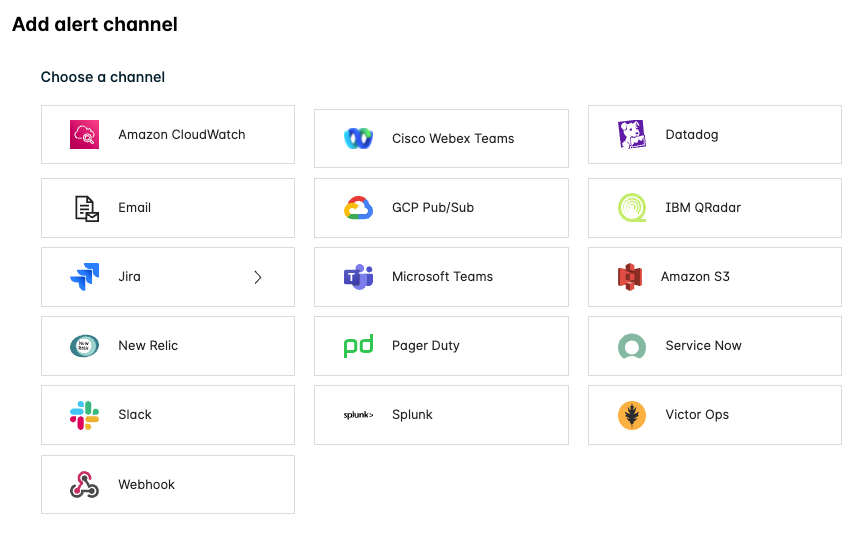 Add alert channel
Choose a channel
Amazon CloudWatch
Cisco Webex Teams
Datadog
Email
GCP Pub/Sub
IBM QRadar
Jira
Microsoft Teams
T
Amazon S3
New Relic
New
Relic
pd
Pager Duty
Service Now
Slack
splunk>
Splunk
Victor Ops
Webhook